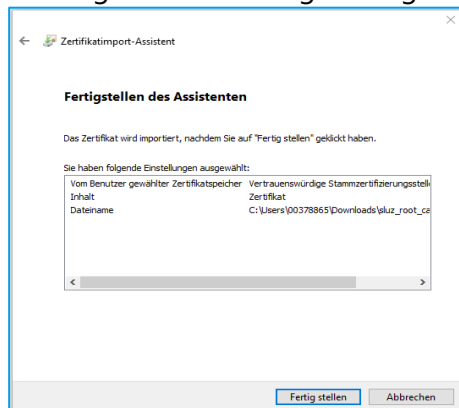 Zertifikatimport-Assistent
Fertigstellen des Assistenten
Das Zertifikat wird importiert, nachdem Sie auf "Fertig stellen" geklickt haben.
Sie haben folgende Einstellungen ausgewählt:
Vom Benutzer gewählter Zertifikatspeicher Vertrauenswürdige Stammzertifizierungsstell
Inhalt Zertifikat
Dateiname C:\Users\00378865\Downloads\sluz_root_ca
Fertig stellen Abbrechen